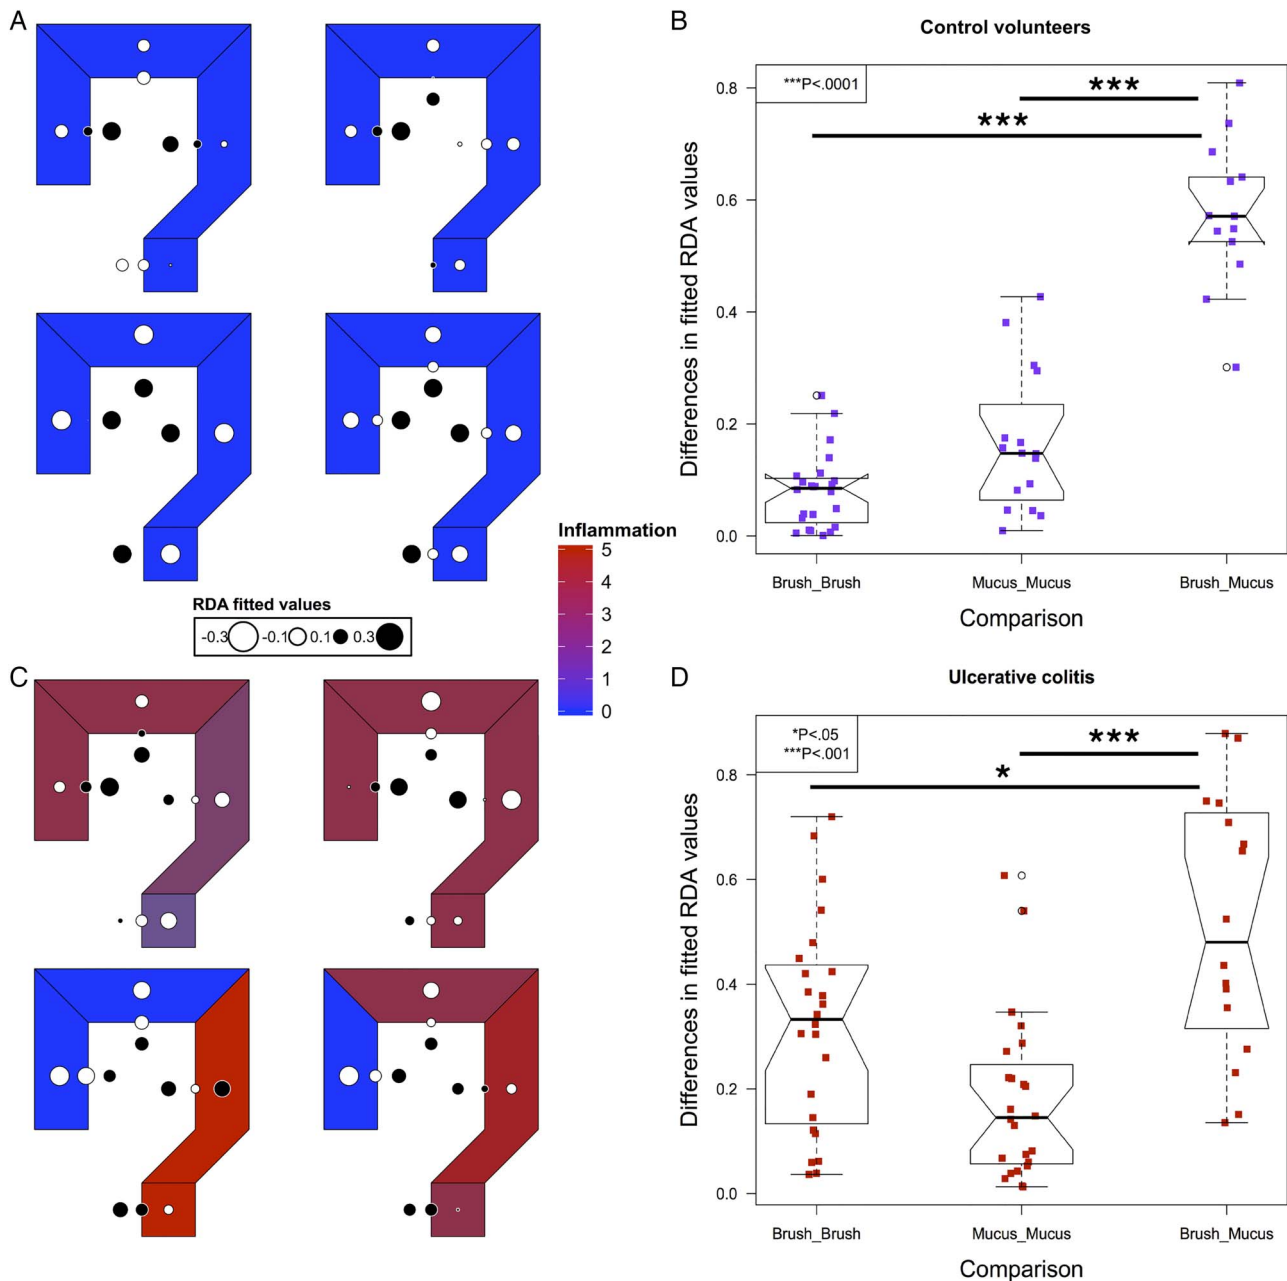 A
B
Control volunteers
***P<.0001
***
***
Differences in fitted RDA values
0.8
0.6
0.4
0.2
0.0
Brush_Brush
Mucus_Mucus
Brush_Mucus
Comparison
Inflammation
5
4
3
2
1
0
RDA fitted values
-0.3 -0.1 0.1 0.3
C
D
Ulcerative colitis
*P<.05
***P<.001
***
*
Differences in fitted RDA values
0.8
0.6
0.4
0.2
0.0
Brush_Brush
Mucus_Mucus
Brush_Mucus
Comparison